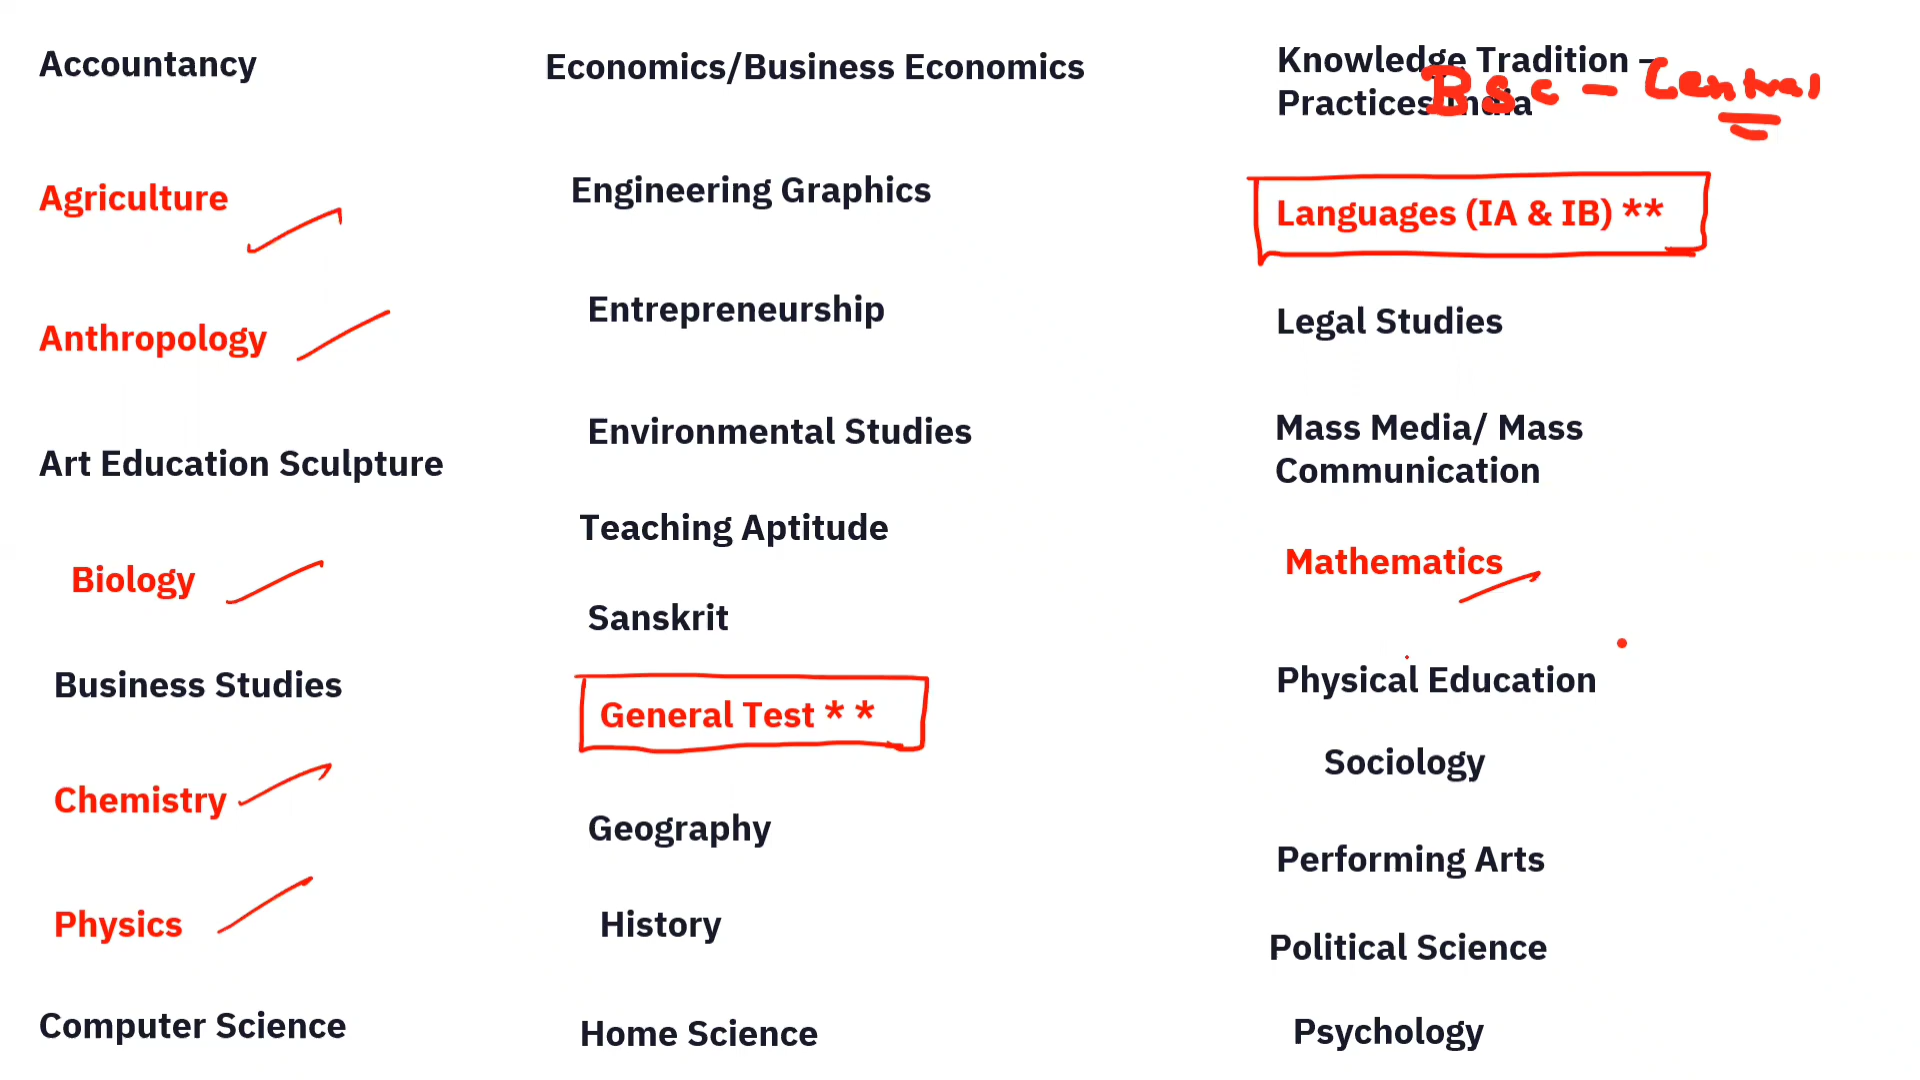 Accountancy
Agriculture
Anthropology
Art Education Sculpture
Biology
Business Studies
Chemistry
Physics
Computer Science
Economics/Business Economics
Engineering Graphics
Entrepreneurship
Environmental Studies
Teaching Aptitude
Sanskrit
General Test * *
Geography
History
Home Science
Knowledge Tradition –
Practices India
Bsc - Central
Languages (IA & IB) **
Legal Studies
Mass Media/ Mass
Communication
Mathematics
Physical Education
Sociology
Performing Arts
Political Science
Psychology